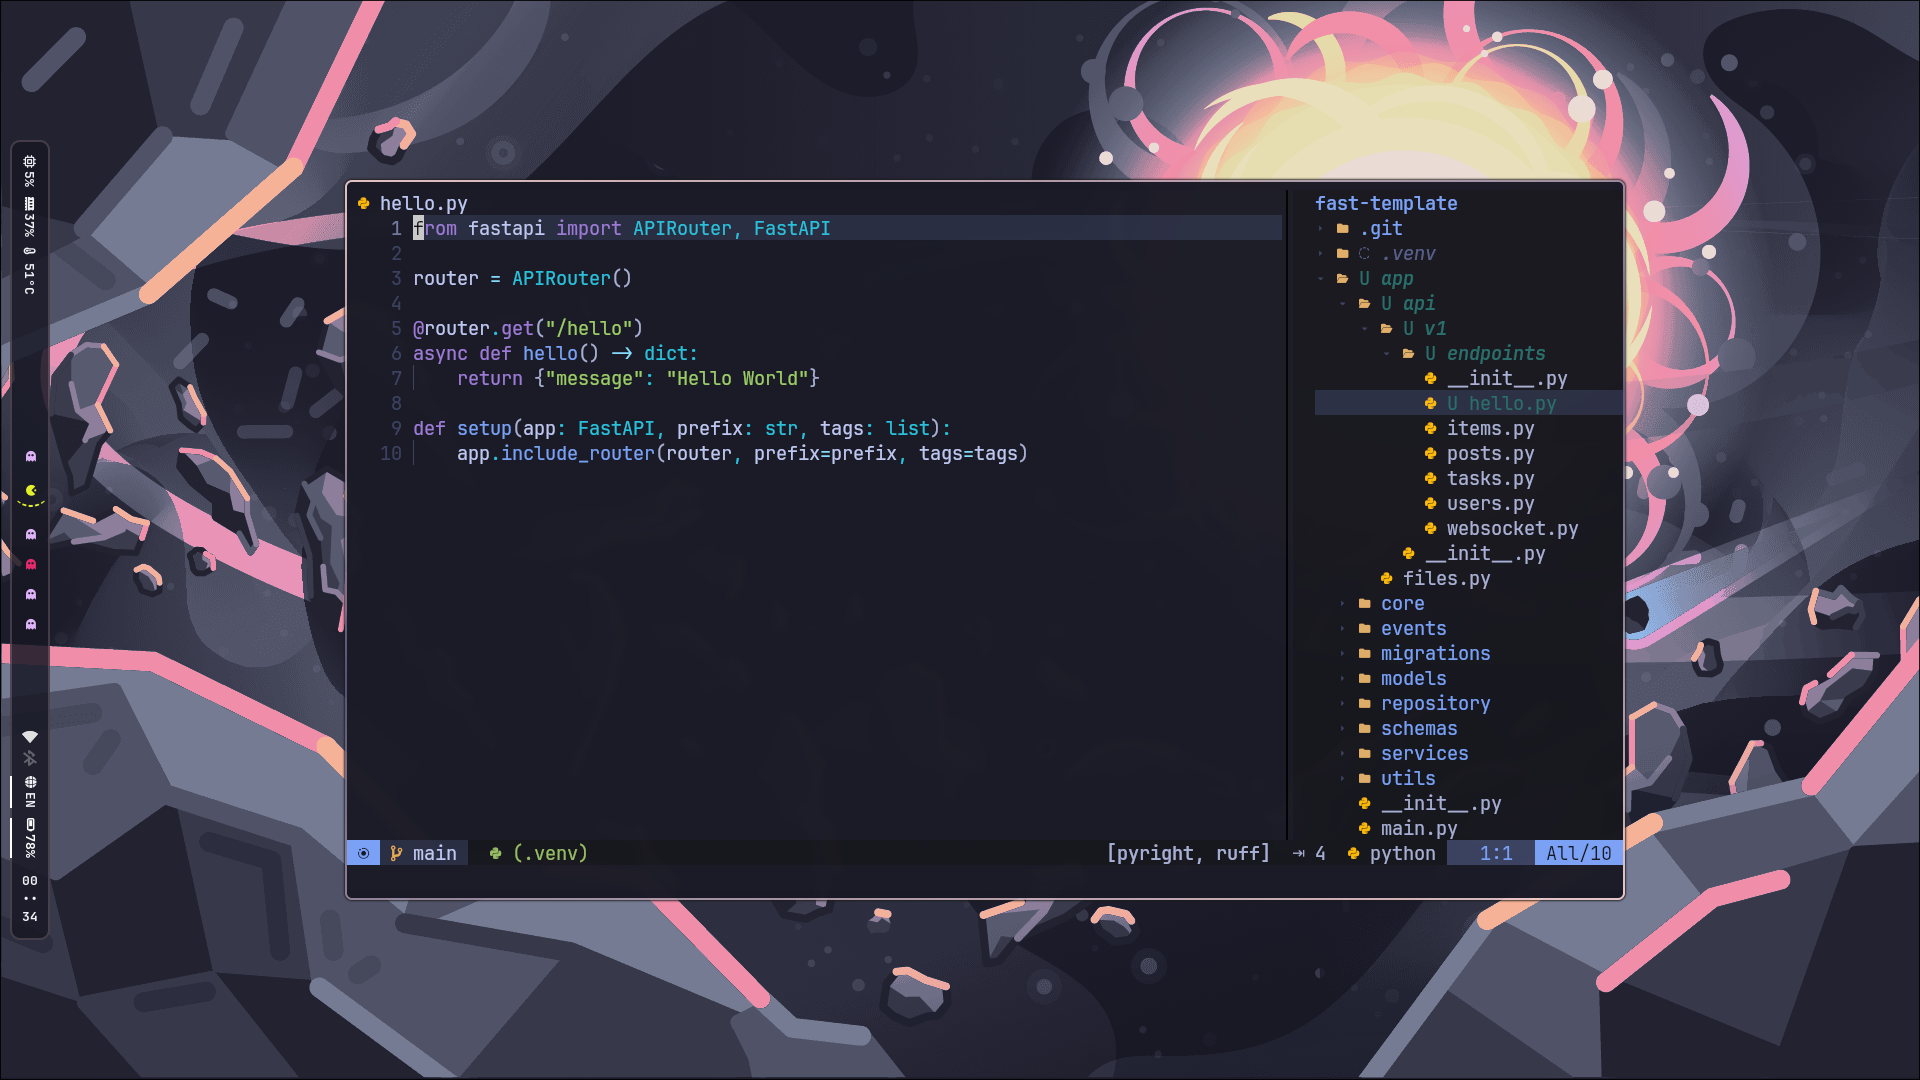 5%
37%
51°C
EN
78%
00
34
hello.py
1 from fastapi import APIRouter, FastAPI
2
3 router = APIRouter()
4
5 @router.get("/hello")
6 async def hello() -> dict:
7 return {"message": "Hello World"}
8
9 def setup(app: FastAPI, prefix: str, tags: list):
10 app.include_router(router, prefix=prefix, tags=tags)
fast-template
.git
.venv
U app
U api
U v1
U endpoints
__init__.py
U hello.py
items.py
posts.py
tasks.py
users.py
websocket.py
__init__.py
files.py
core
events
migrations
models
repository
schemas
services
utils
__init__.py
main.py
main (.venv) [pyright, ruff] ⇥ 4 python 1:1 All/10